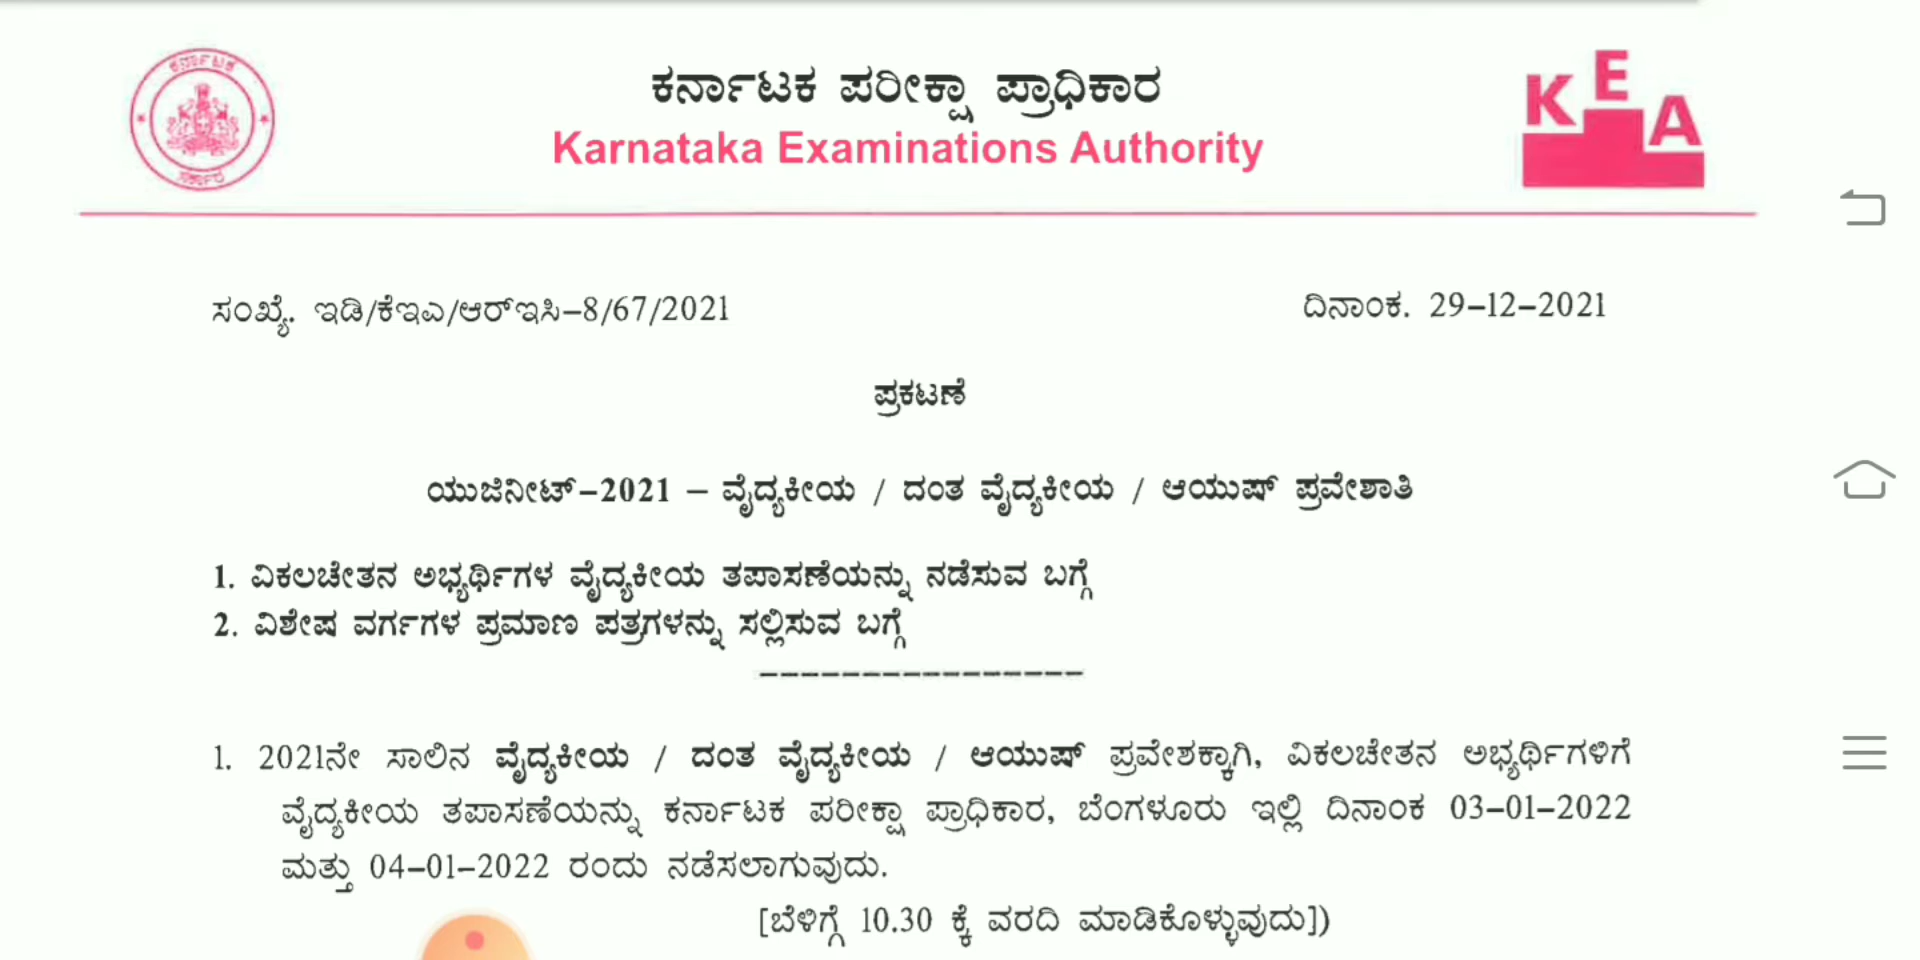 ಕರ್ನಾಟಕ
ಸರ್ಕಾರ
ಕರ್ನಾಟಕ ಪರೀಕ್ಷಾ ಪ್ರಾಧಿಕಾರ
Karnataka Examinations Authority
KEA
ಸಂಖ್ಯೆ. ಇಡಿ/ಕೆಇಎ/ಆರ್ಇಸಿ–8/67/2021 ದಿನಾಂಕ. 29–12–2021
ಪ್ರಕಟಣೆ
ಯುಜಿನೀಟ್–2021 – ವೈದ್ಯಕೀಯ / ದಂತ ವೈದ್ಯಕೀಯ / ಆಯುಷ್ ಪ್ರವೇಶಾತಿ
1. ವಿಕಲಚೇತನ ಅಭ್ಯರ್ಥಿಗಳ ವೈದ್ಯಕೀಯ ತಪಾಸಣೆಯನ್ನು ನಡೆಸುವ ಬಗ್ಗೆ
2. ವಿಶೇಷ ವರ್ಗಗಳ ಪ್ರಮಾಣ ಪತ್ರಗಳನ್ನು ಸಲ್ಲಿಸುವ ಬಗ್ಗೆ
----------------
1. 2021ನೇ ಸಾಲಿನ ವೈದ್ಯಕೀಯ / ದಂತ ವೈದ್ಯಕೀಯ / ಆಯುಷ್ ಪ್ರವೇಶಕ್ಕಾಗಿ, ವಿಕಲಚೇತನ ಅಭ್ಯರ್ಥಿಗಳಿಗೆ
ವೈದ್ಯಕೀಯ ತಪಾಸಣೆಯನ್ನು ಕರ್ನಾಟಕ ಪರೀಕ್ಷಾ ಪ್ರಾಧಿಕಾರ, ಬೆಂಗಳೂರು ಇಲ್ಲಿ ದಿನಾಂಕ 03–01–2022
ಮತ್ತು 04–01–2022 ರಂದು ನಡೆಸಲಾಗುವುದು.
[ಬೆಳಿಗ್ಗೆ 10.30 ಕ್ಕೆ ವರದಿ ಮಾಡಿಕೊಳ್ಳುವುದು])